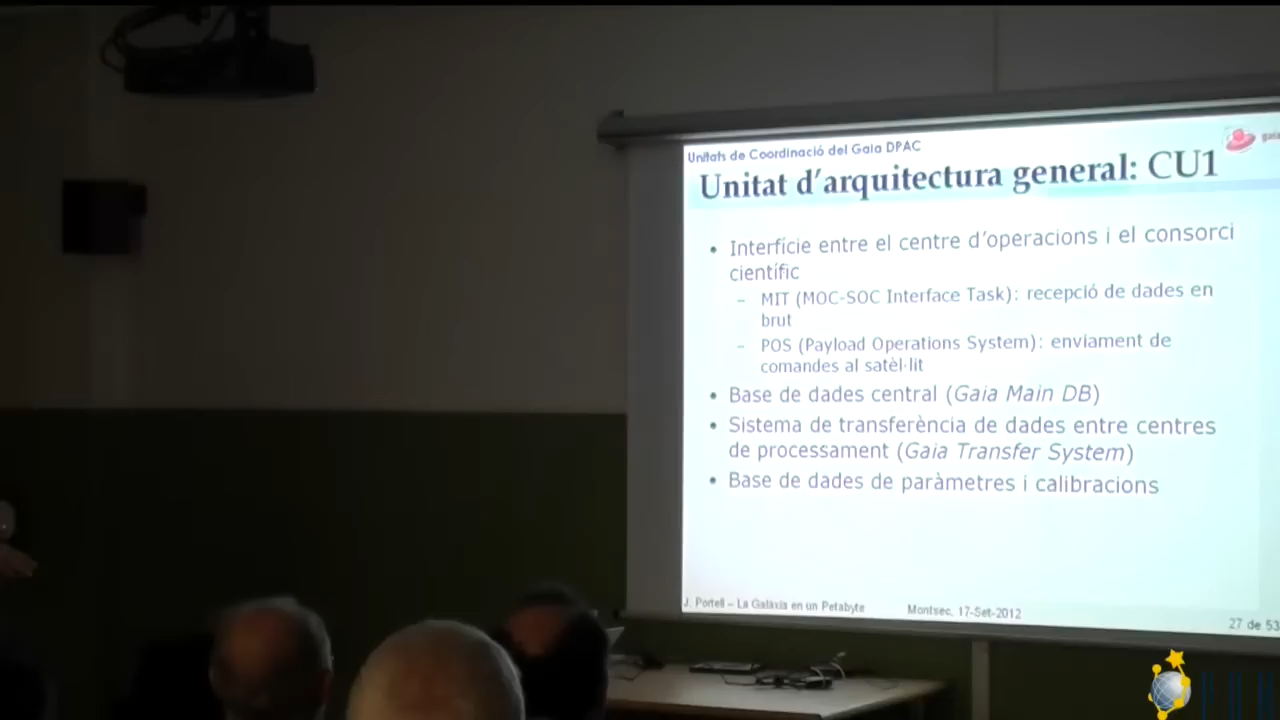 Unitats de Coordinació del Gaia DPAC
gaia
Unitat d'arquitectura general: CU1
• Interfície entre el centre d'operacions i el consorci
científic
– MIT (MOC-SOC Interface Task): recepció de dades en
brut
– POS (Payload Operations System): enviament de
comandes al satèl·lit
• Base de dades central (Gaia Main DB)
• Sistema de transferència de dades entre centres
de processament (Gaia Transfer System)
• Base de dades de paràmetres i calibracions
J. Portell – La Galàxia en un Petabyte
Montsec, 17-Set-2012
27 de 53